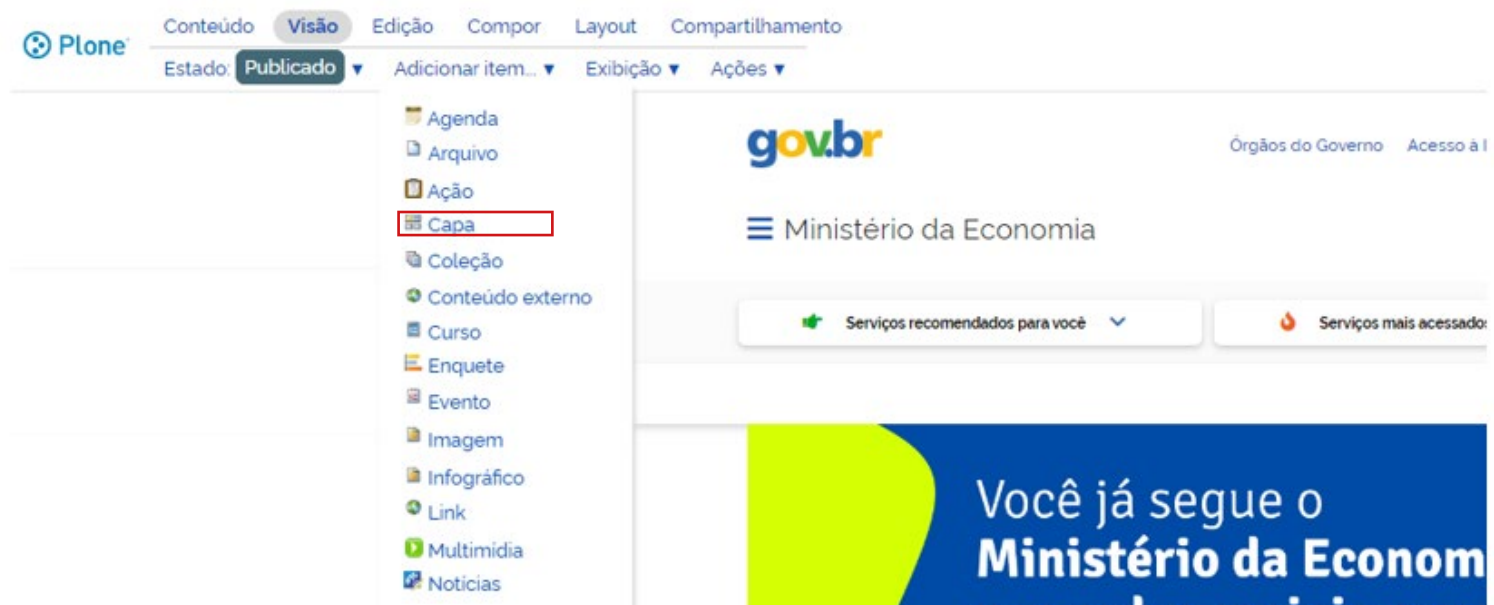 Plone
Conteúdo Visão Edição Compor Layout Compartilhamento
Estado: Publicado Adicionar item... Exibição Ações
Agenda
Arquivo
Ação
Capa
Coleção
Conteúdo externo
Curso
Enquete
Evento
Imagem
Infográfico
Link
Multimídia
Notícias
gov.br
Órgãos do Governo Acesso à
Ministério da Economia
Serviços recomendados para você
Serviços mais acessados
Você já segue o
Ministério da Econom